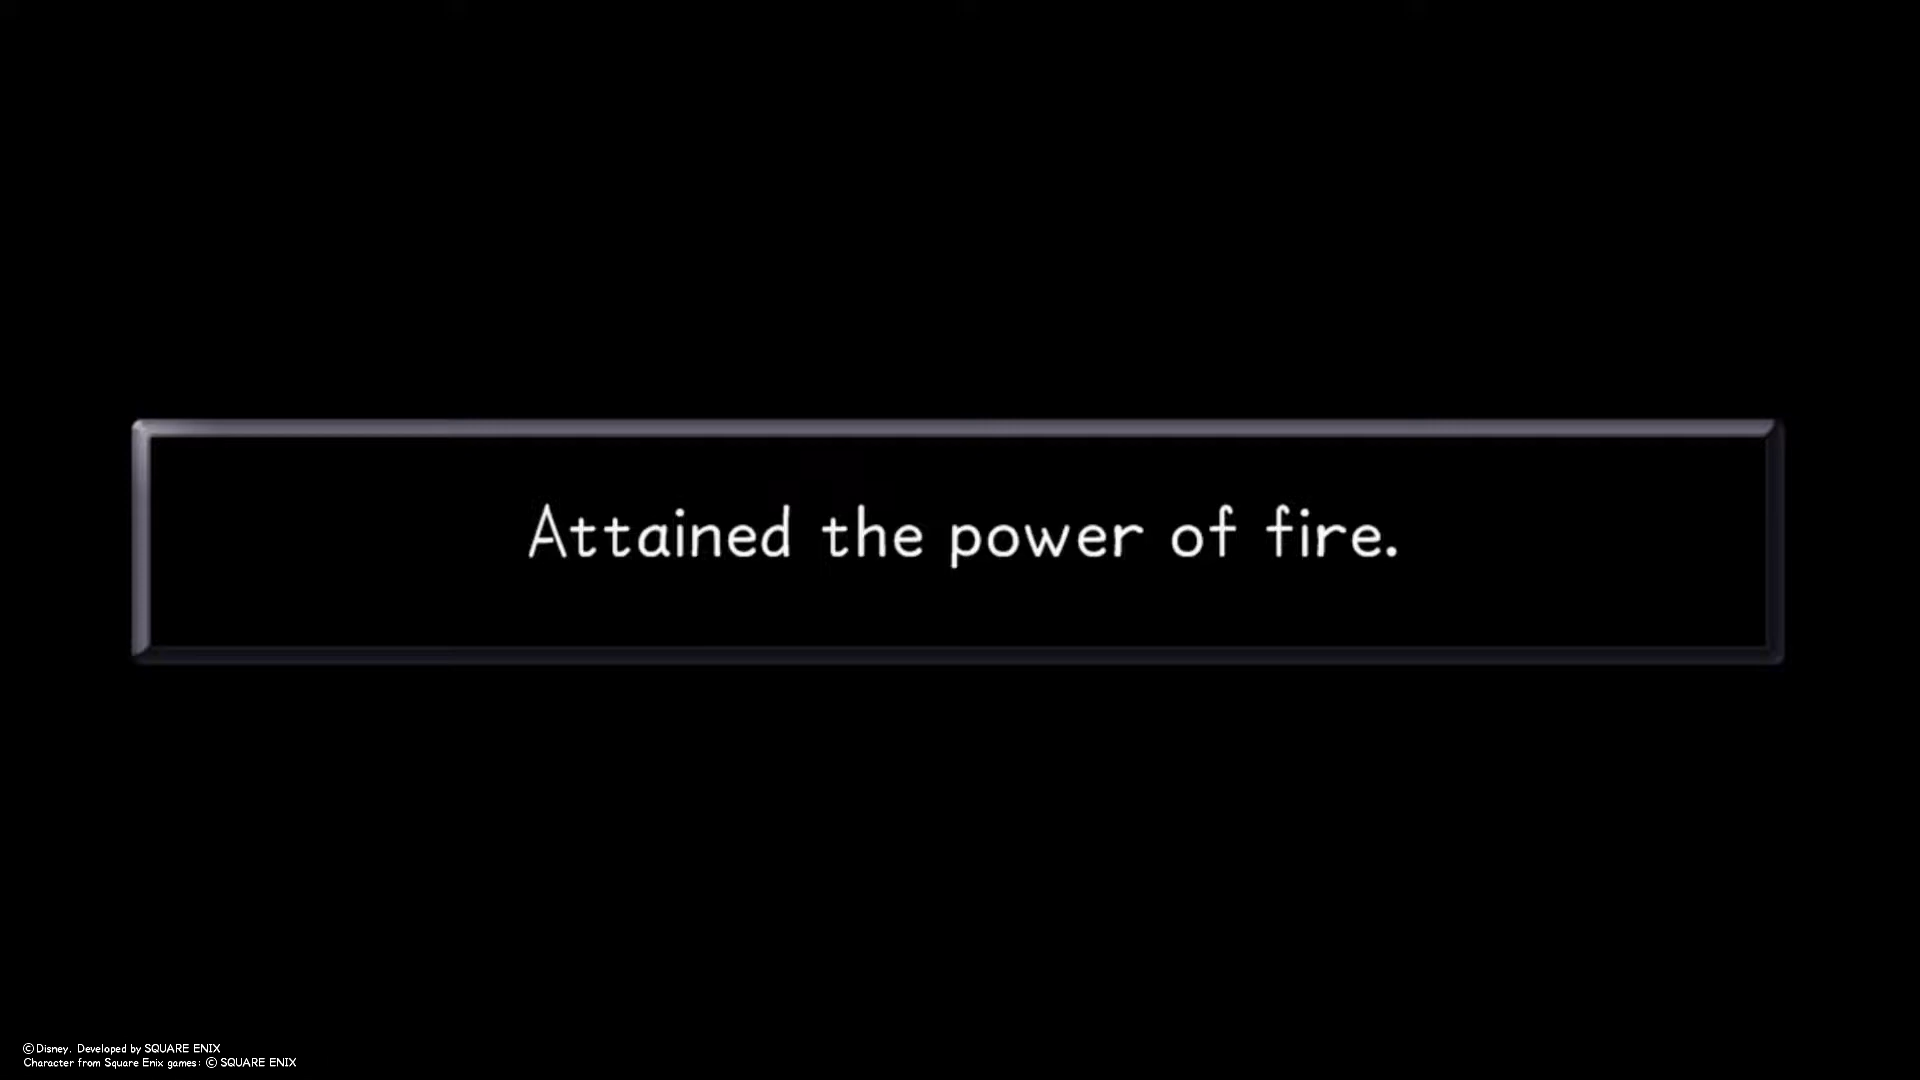 Attained the power of fire.
©Disney. Developed by SQUARE ENIX
Character from Square Enix games: © SQUARE ENIX